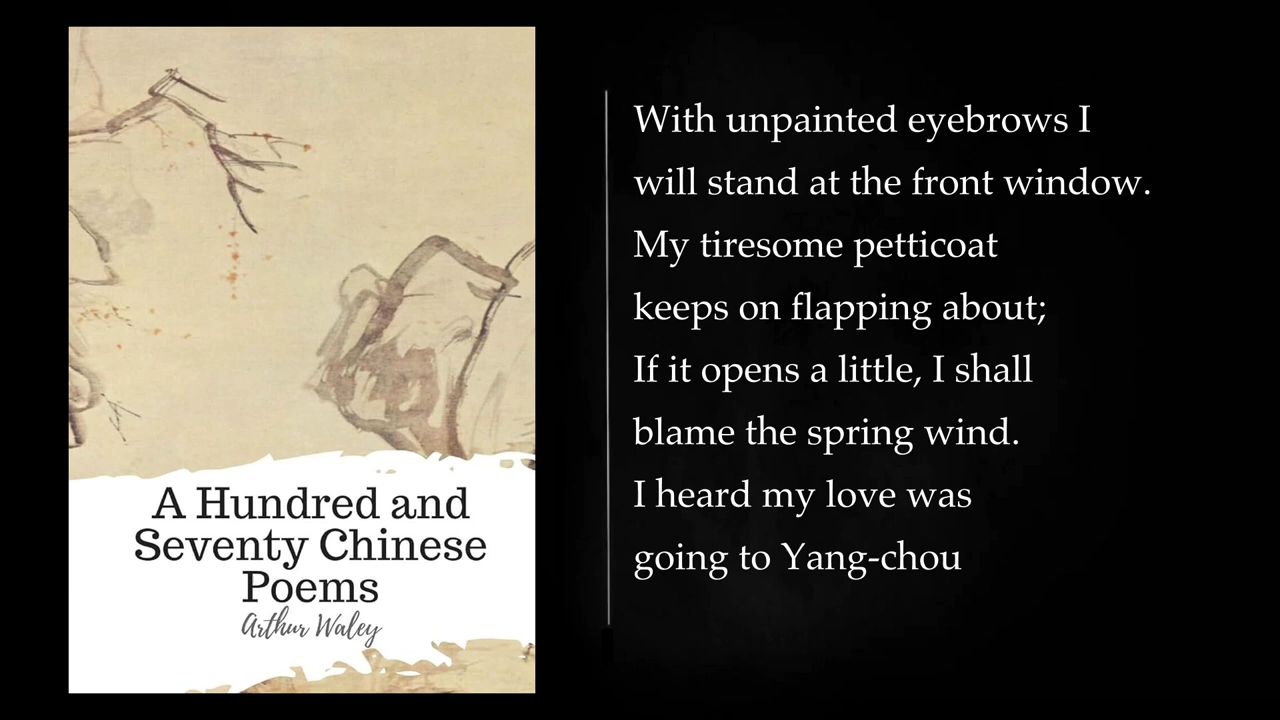 A Hundred and
Seventy Chinese
Poems
Arthur Waley
With unpainted eyebrows I
will stand at the front window.
My tiresome petticoat
keeps on flapping about;
If it opens a little, I shall
blame the spring wind.
I heard my love was
going to Yang-chou